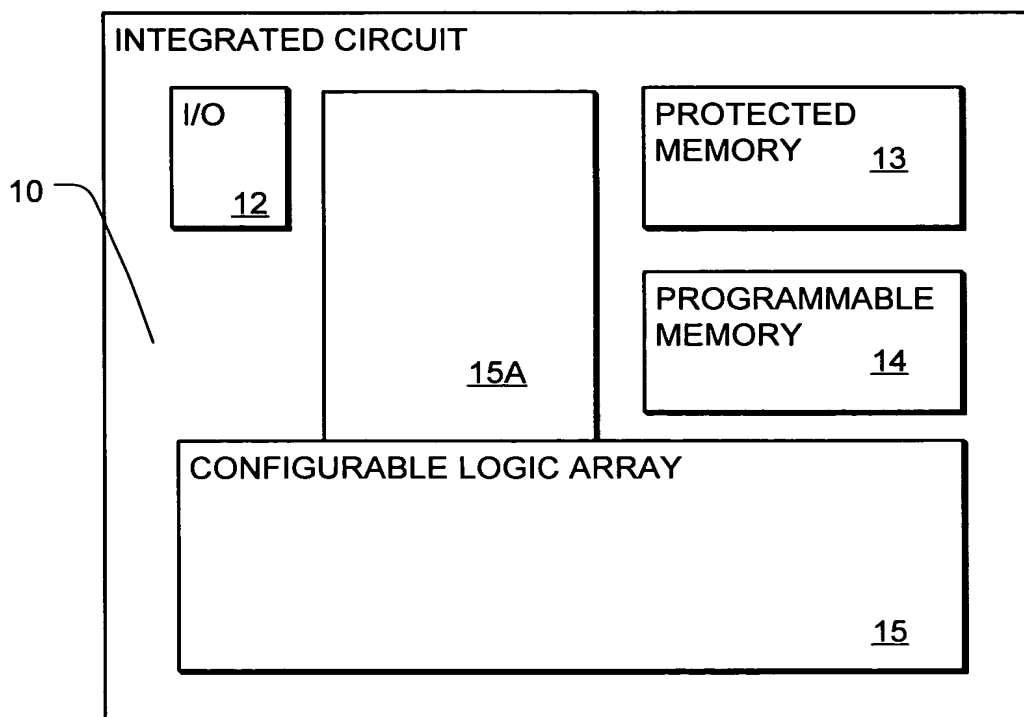 INTEGRATED CIRCUIT
I/O
12
PROTECTED
MEMORY
13
10
PROGRAMMABLE
MEMORY
14
15A
CONFIGURABLE LOGIC ARRAY
15